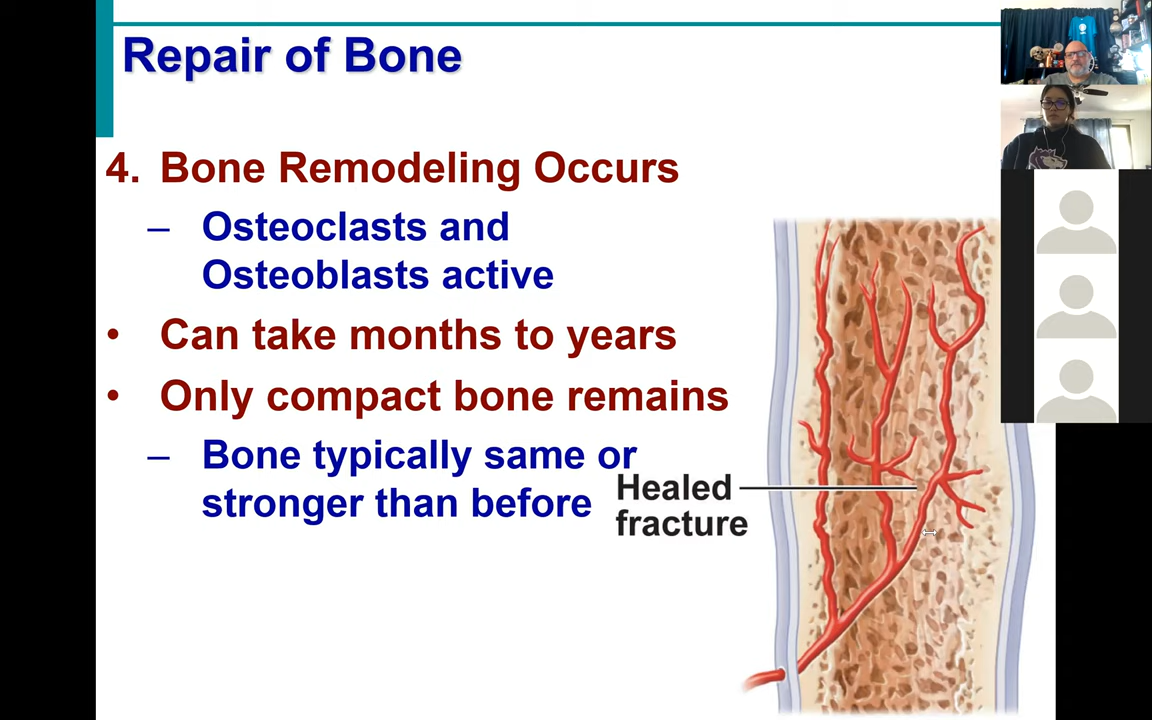 Repair of Bone
4. Bone Remodeling Occurs
– Osteoclasts and
Osteoblasts active
• Can take months to years
• Only compact bone remains
– Bone typically same or
stronger than before
Healed
fracture